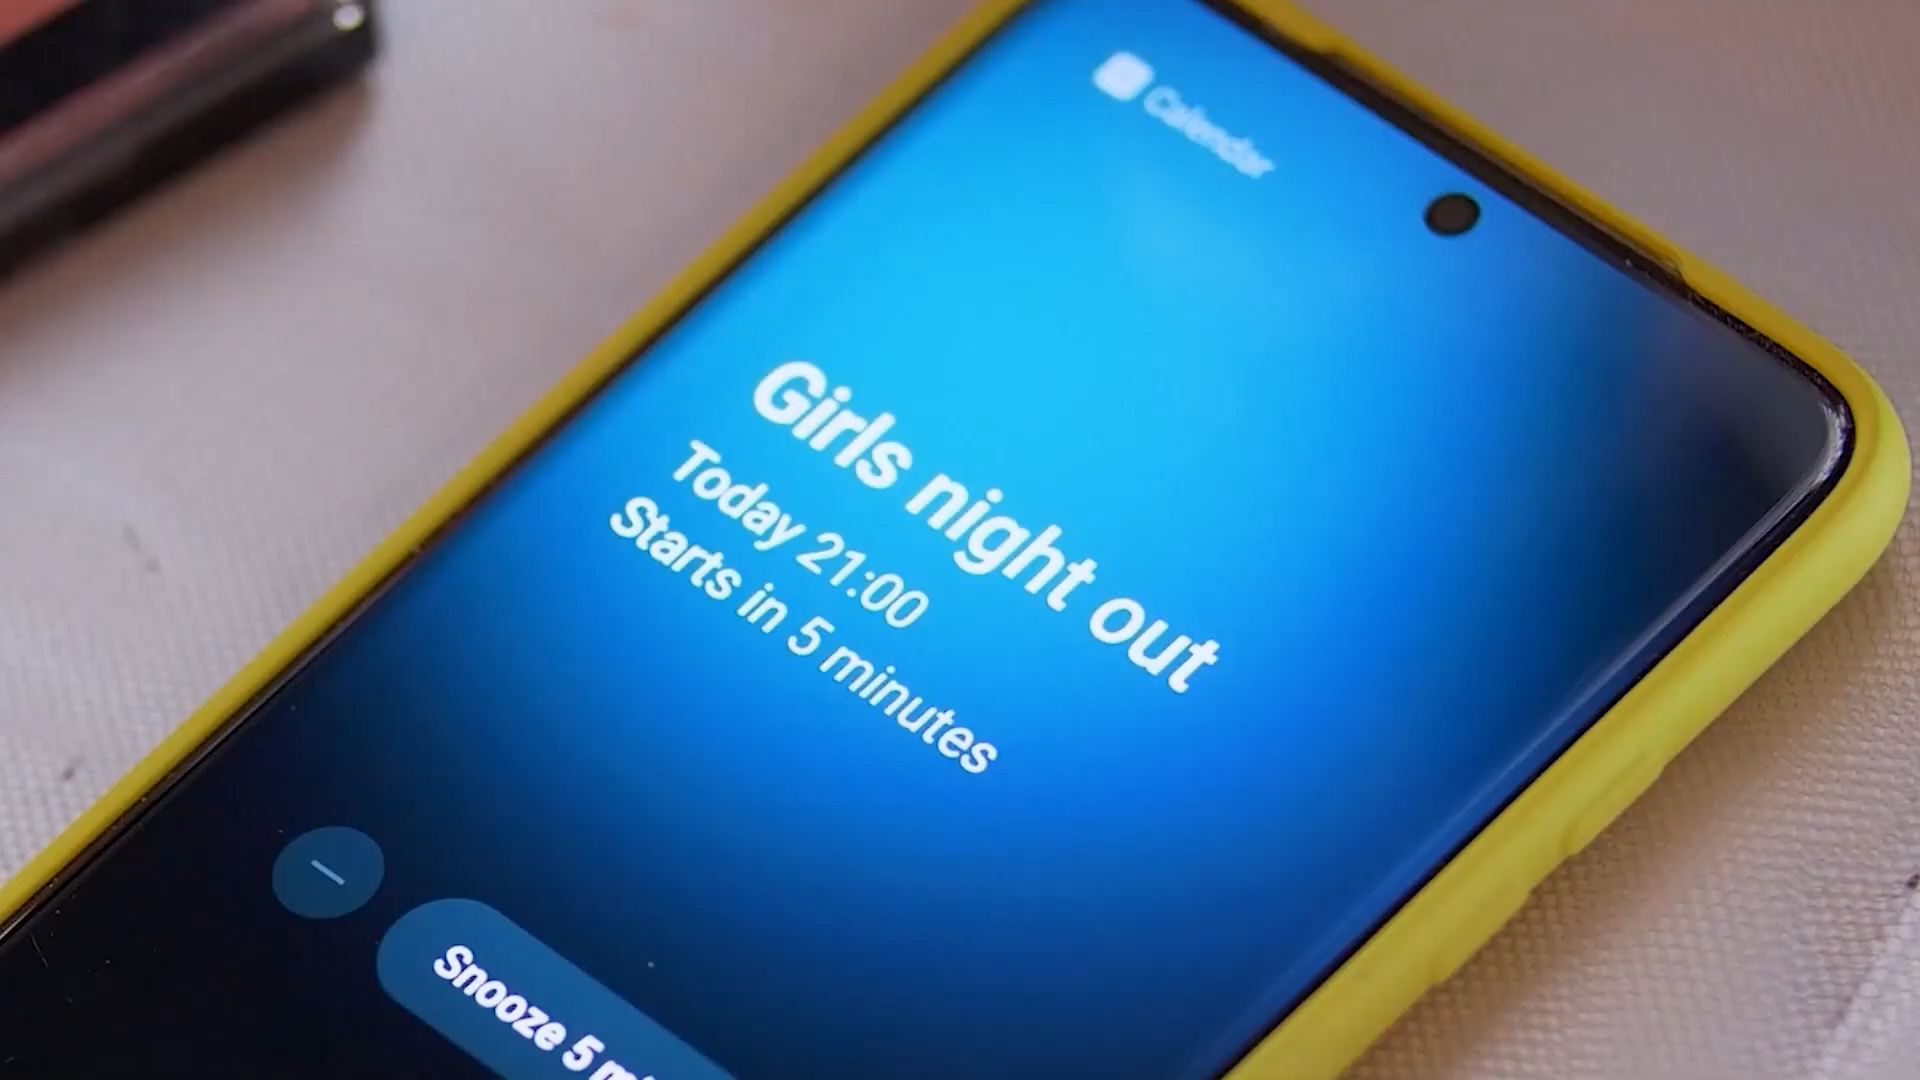 Calendar
Girls night out
Today 21:00
Starts in 5 minutes
Snooze 5